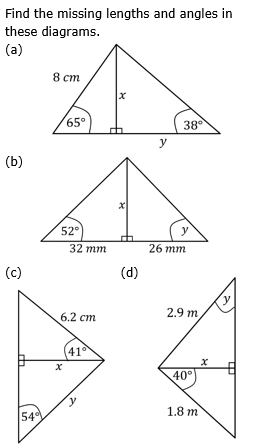 Find the missing lengths and angles in
these diagrams.
(a)
8 cm
x
65°
38°
y
(b)
x
52°
y
32 mm
26 mm
(c)
(d)
6.2 cm
41°
x
y
54°
2.9 m
y
x
40°
1.8 m